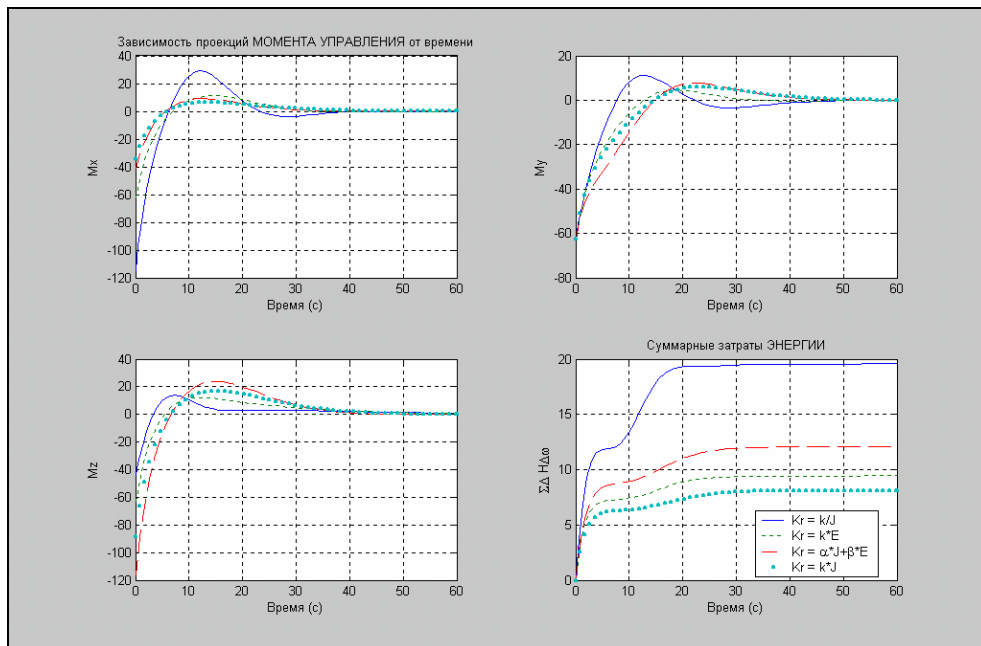 Зависимость проекций МОМЕНТА УПРАВЛЕНИЯ от времени
40
20
0
-20
-40
-60
-80
-100
-120
Mx
0 10 20 30 40 50 60
Время (с)
20
0
-20
-40
-60
-80
My
0 10 20 30 40 50 60
Время (с)
40
20
0
-20
-40
-60
-80
-100
-120
Mz
0 10 20 30 40 50 60
Время (с)
Суммарные затраты ЭНЕРГИИ
20
15
10
5
0
ΣΔ HΔω
Kr = k/J
Kr = k*E
Kr = α*J+β*E
Kr = k*J
0 10 20 30 40 50 60
Время (с)